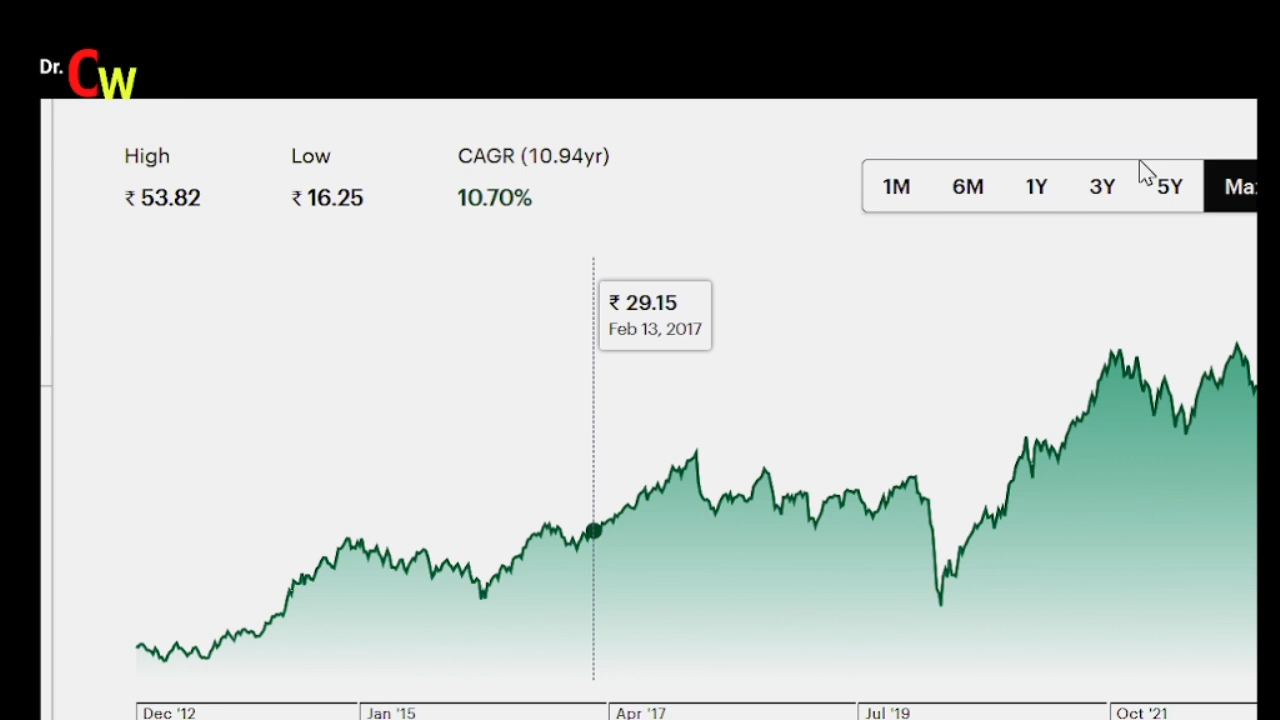 Dr. CW
High Low CAGR (10.94yr)
₹ 53.82 ₹ 16.25 10.70%
1M 6M 1Y 3Y 5Y Max
₹ 29.15
Feb 13, 2017
Dec '12 Jan '15 Apr '17 Jul '19 Oct '21